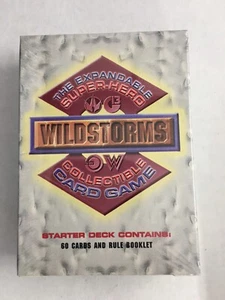 THE EXPANDABLE
SUPER-HERO
WILDSTORMS
COLLECTIBLE
CARD GAME
STARTER DECK CONTAINS:
60 CARDS AND RULE BOOKLET